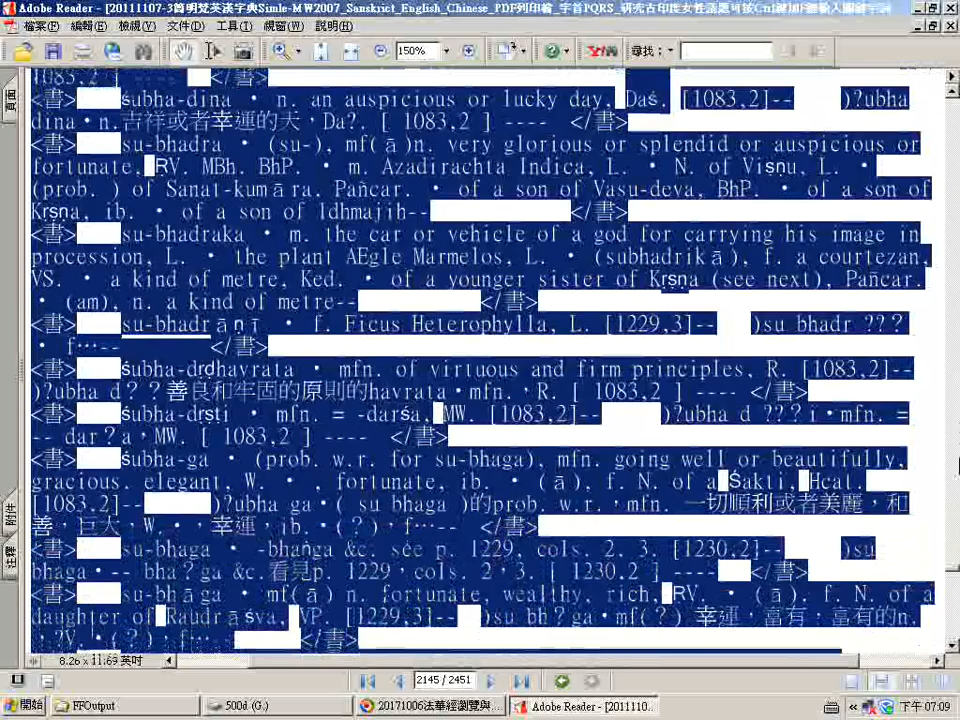 Adobe Reader - [20111107-3簡明梵英漢字典Simle-MW2007_Sanskrict_English_Chinese_PDF列印檔_字首PQRS_研究古印度女性話題可按Ctrl鍵加F鍵輸入關鍵字詞
檔案(F) 編輯(E) 檢視(V) 文件(D) 工具(T) 視窗(W) 說明(H)
150% 尋找：
1083,2 ] ---- </書>
<書> śubha-dina • n. an auspicious or lucky day, Daś. [1083,2]-- )?ubha
dina • n.吉祥或者幸運的天，Da?. [ 1083,2 ] ---- </書>
<書> su-bhadra • (su-), mf(ā)n. very glorious or splendid or auspicious or
fortunate, ṚV. MBh. BhP. • m. Azadirachta Indica, L. • N. of Viṣṇu, L. •
(prob. ) of Sanat-kumāra, Pañcar. • of a son of Vasu-deva, BhP. • of a son of
Kṛṣṇa, ib. • of a son of Idhmajih-- </書>
<書> su-bhadraka • m. the car or vehicle of a god for carrying his image in
procession, L. • the plant AEgle Marmelos, L. • (subhadrikā), f. a courtezan,
VS. • a kind of metre, Ked. • of a younger sister of Kṛṣṇa (see next), Pañcar.
• (am), n. a kind of metre-- </書>
<書> su-bhadrāṇī • f. Ficus Heterophylla, L. [1229,3]-- )su bhadr ???
• f…-- </書>
<書> śubha-dṛḍhavrata • mfn. of virtuous and firm principles, R. [1083,2]--
)?ubha d？？善良和牢固的原則的havrata • mfn.，R. [ 1083,2 ] ---- </書>
<書> śubha-dṛṣṭi • mfn. = -darśa, MW. [1083,2]-- )?ubha d ???i • mfn. =
-- dar？a，MW. [ 1083,2 ] ---- </書>
<書> śubha-ga • (prob. w.r. for su-bhaga), mfn. going well or beautifully,
gracious. elegant, W. • , fortunate, ib. • (ā), f. N. of a Śakti, Hcat.
[1083,2]-- )?ubha ga • ( su bhaga )的prob. w.r.，mfn. 一切順利或者美麗，和
善，巨大，W. •，幸運，ib. • (？)，f…-- </書>
<書> su-bhaga • -bhaṅga &c. see p. 1229, cols. 2. 3. [1230,2]-- )su
bhaga • -- bha？ga &c.看見p. 1229，cols. 2，3. [ 1230,2 ] ---- </書>
<書> su-bhāga • mf(ā) n. fortunate, wealthy, rich, ṚV. • (ā). f. N. of a
daughter of Raudrāśva, VP. [1229,3]-- )su bh？ga • mf(？) 幸運，富有，富有的n.
，?V. • (？)，f…-- </書>
頁面
附件
注釋
8.26 x 11.69 英吋
2145 / 2451
開始 FFOutput 500d (G:) 20171006法華經瀏覽與... Adobe Reader - [2011110... 下午 07:09